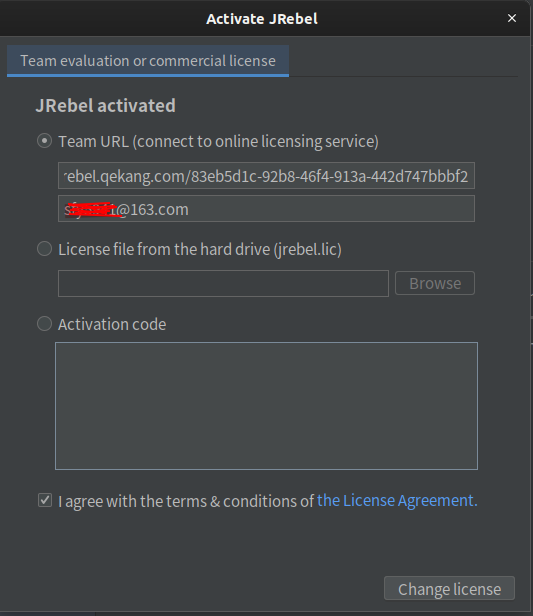 Activate JRebel
Team evaluation or commercial license
JRebel activated
Team URL (connect to online licensing service)
rebel.qekang.com/83eb5d1c-92b8-46f4-913a-442d747bbbf2
@163.com
License file from the hard drive (jrebel.lic)
Browse
Activation code
I agree with the terms & conditions of the License Agreement.
Change license